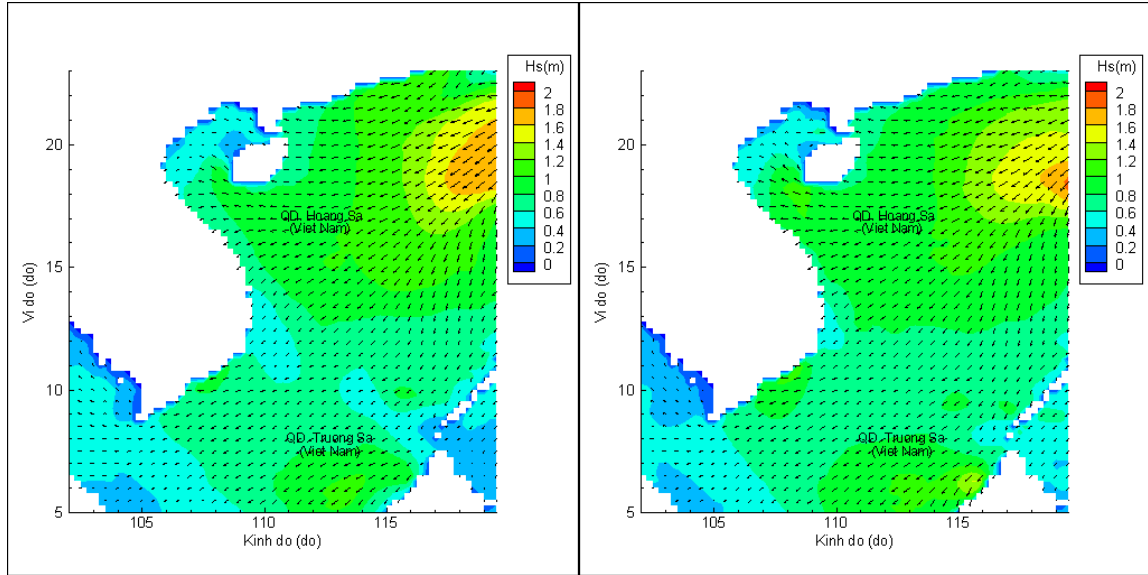 Hs(m)
2
1.8
1.6
1.4
1.2
1
0.8
0.6
0.4
0.2
0
20
15
10
5
Vi do (do)
QD. Hoang Sa
(Viet Nam)
QD. Truong Sa
(Viet Nam)
105
110
115
Kinh do (do)
Hs(m)
2
1.8
1.6
1.4
1.2
1
0.8
0.6
0.4
0.2
0
20
15
10
5
Vi do (do)
QD. Hoang Sa
(Viet Nam)
QD. Truong Sa
(Viet Nam)
105
110
115
Kinh do (do)